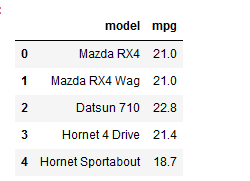 model mpg
0 Mazda RX4 21.0
1 Mazda RX4 Wag 21.0
2 Datsun 710 22.8
3 Hornet 4 Drive 21.4
4 Hornet Sportabout 18.7